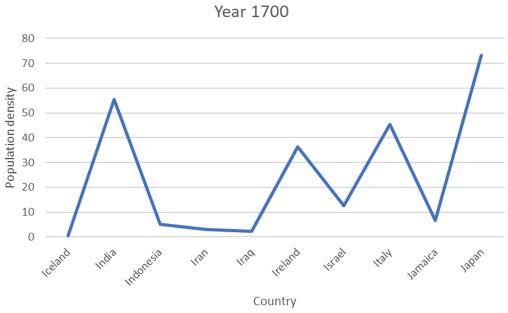 Year 1700
80
70
60
50
40
30
20
10
0
Population density
Iceland
India
Indonesia
Iran
Iraq
Ireland
Israel
Italy
Jamaica
Japan
Country